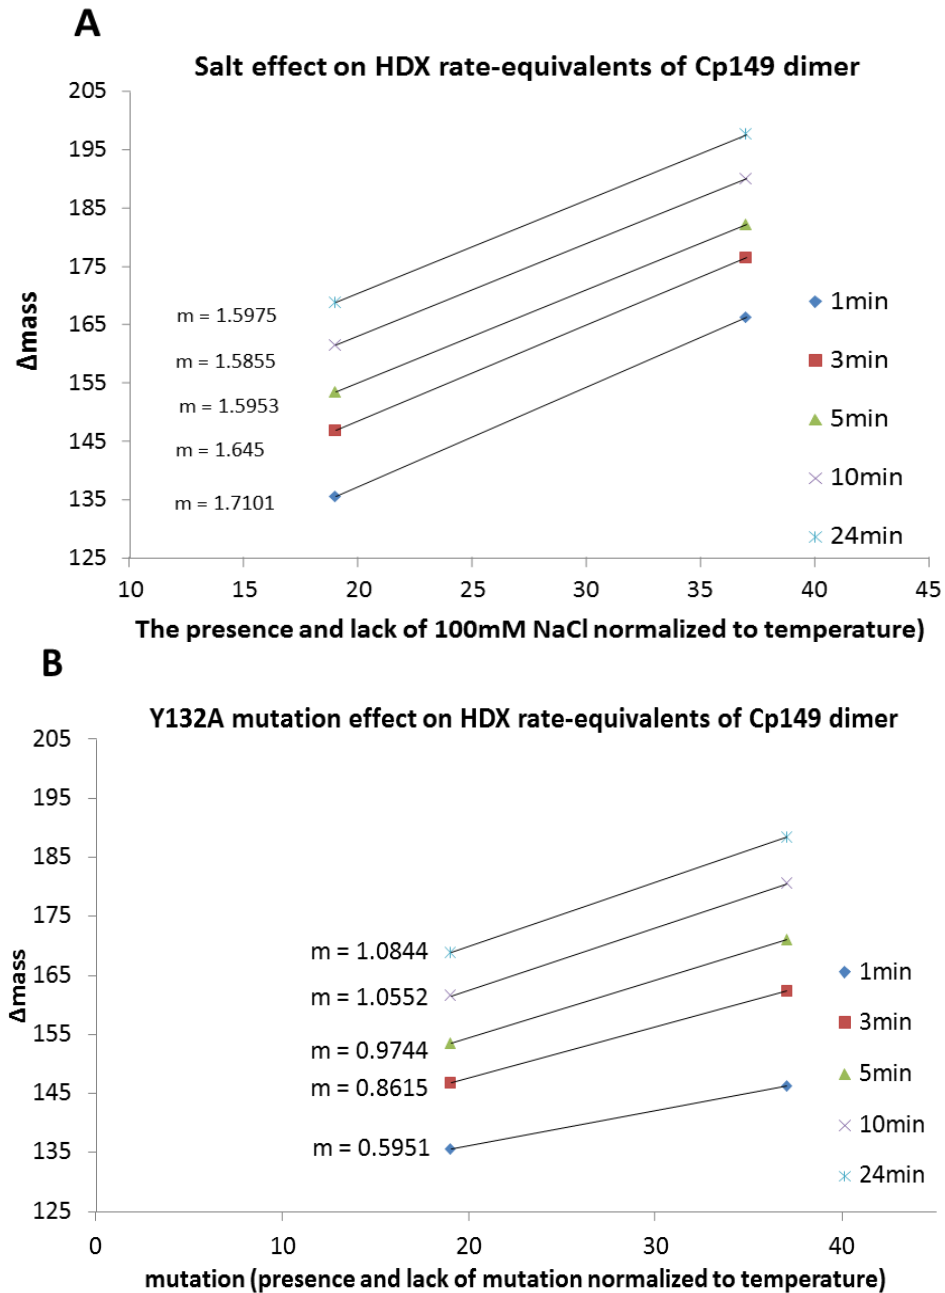 A
Salt effect on HDX rate-equivalents of Cp149 dimer
205
195
185
175
165
155
145
135
125
Δmass
m = 1.5975
m = 1.5855
m = 1.5953
m = 1.645
m = 1.7101
1min
3min
5min
10min
24min
10 15 20 25 30 35 40 45
The presence and lack of 100mM NaCl normalized to temperature)
B
Y132A mutation effect on HDX rate-equivalents of Cp149 dimer
205
195
185
175
165
155
145
135
125
Δmass
m = 1.0844
m = 1.0552
m = 0.9744
m = 0.8615
m = 0.5951
1min
3min
5min
10min
24min
0 10 20 30 40
mutation (presence and lack of mutation normalized to temperature)